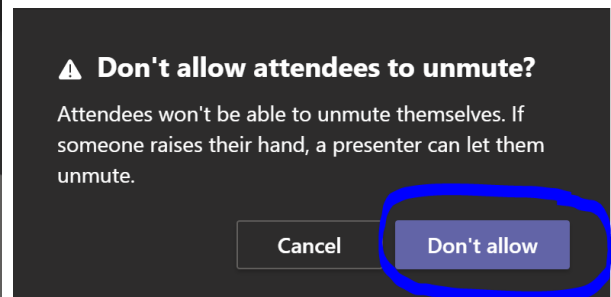 Don't allow attendees to unmute?
Attendees won't be able to unmute themselves. If
someone raises their hand, a presenter can let them
unmute.
Cancel
Don't allow